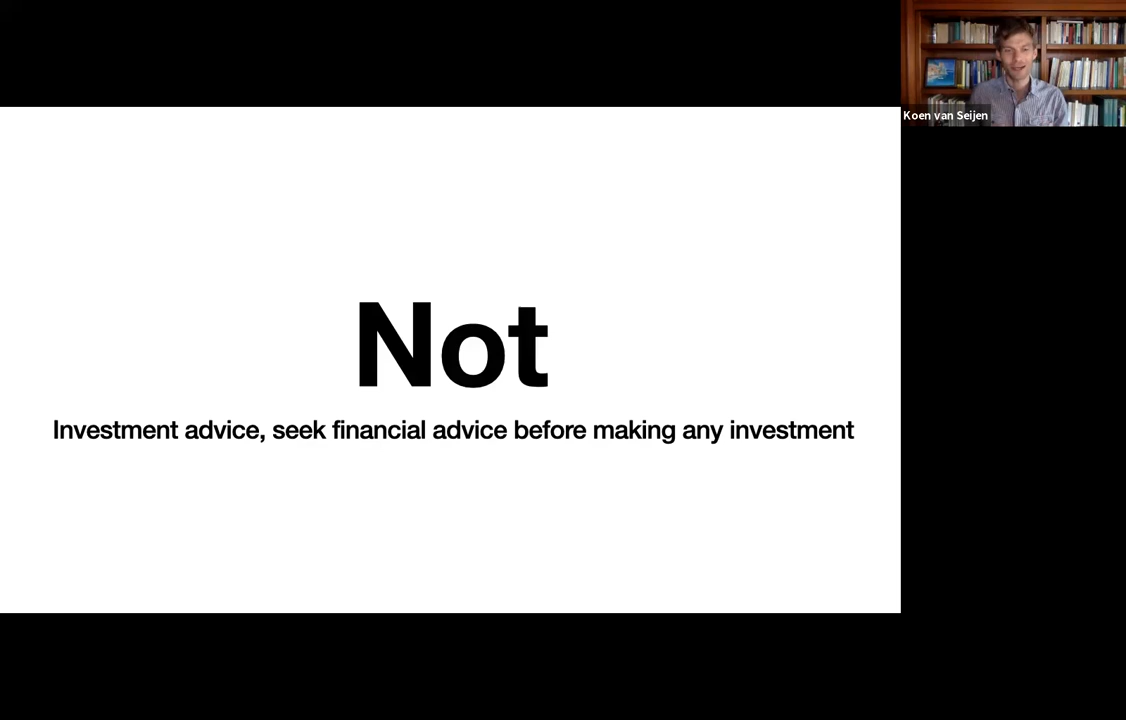 Koen van Seijen
Not
Investment advice, seek financial advice before making any investment